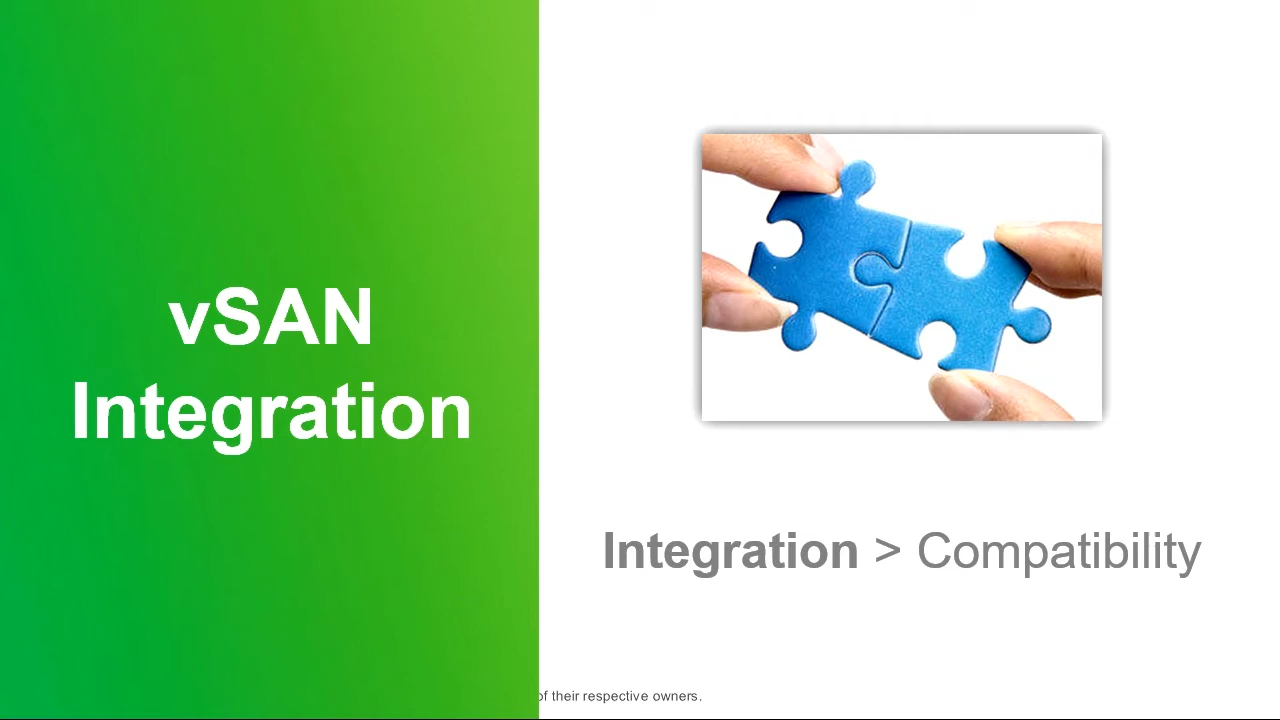 vSAN
Integration
Integration > Compatibility
of their respective owners.